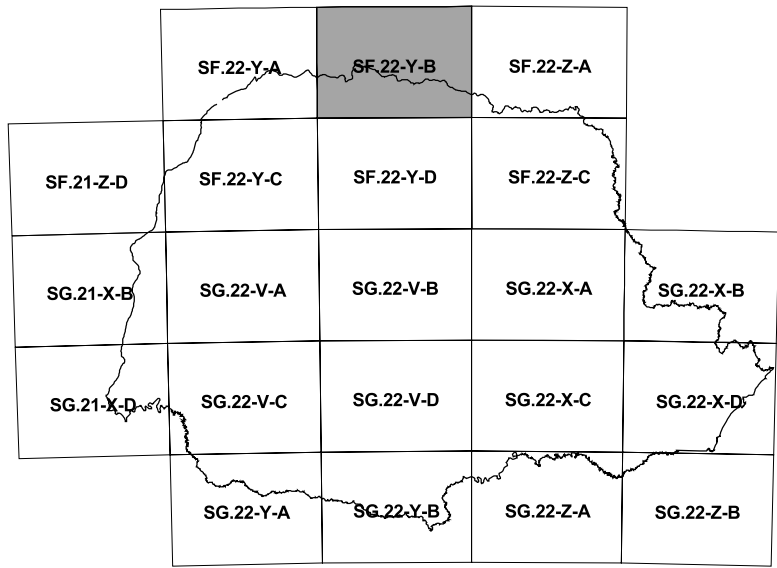 SF.22-Y-A
SF.22-Y-B
SF.22-Z-A
SF.21-Z-D
SF.22-Y-C
SF.22-Y-D
SF.22-Z-C
SG.21-X-B
SG.22-V-A
SG.22-V-B
SG.22-X-A
SG.22-X-B
SG.21-X-D
SG.22-V-C
SG.22-V-D
SG.22-X-C
SG.22-X-D
SG.22-Y-A
SG.22-Y-B
SG.22-Z-A
SG.22-Z-B